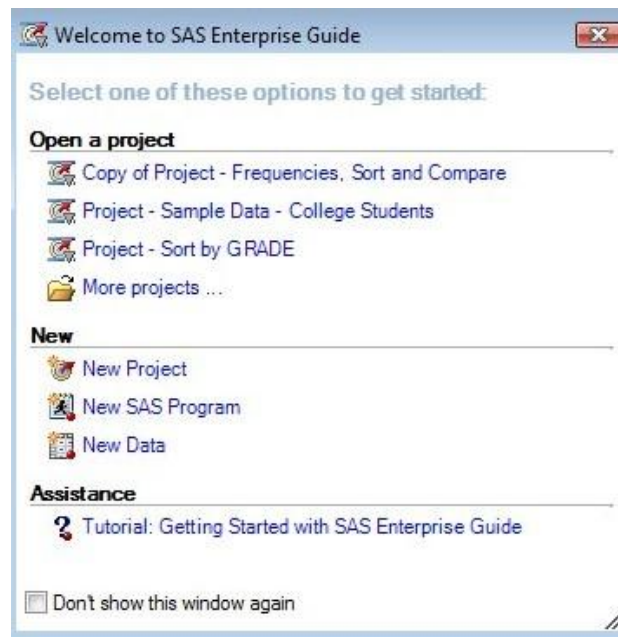 Welcome to SAS Enterprise Guide
Select one of these options to get started:
Open a project
Copy of Project - Frequencies, Sort and Compare
Project - Sample Data - College Students
Project - Sort by GRADE
More projects ...
New
New Project
New SAS Program
New Data
Assistance
Tutorial: Getting Started with SAS Enterprise Guide
Don't show this window again